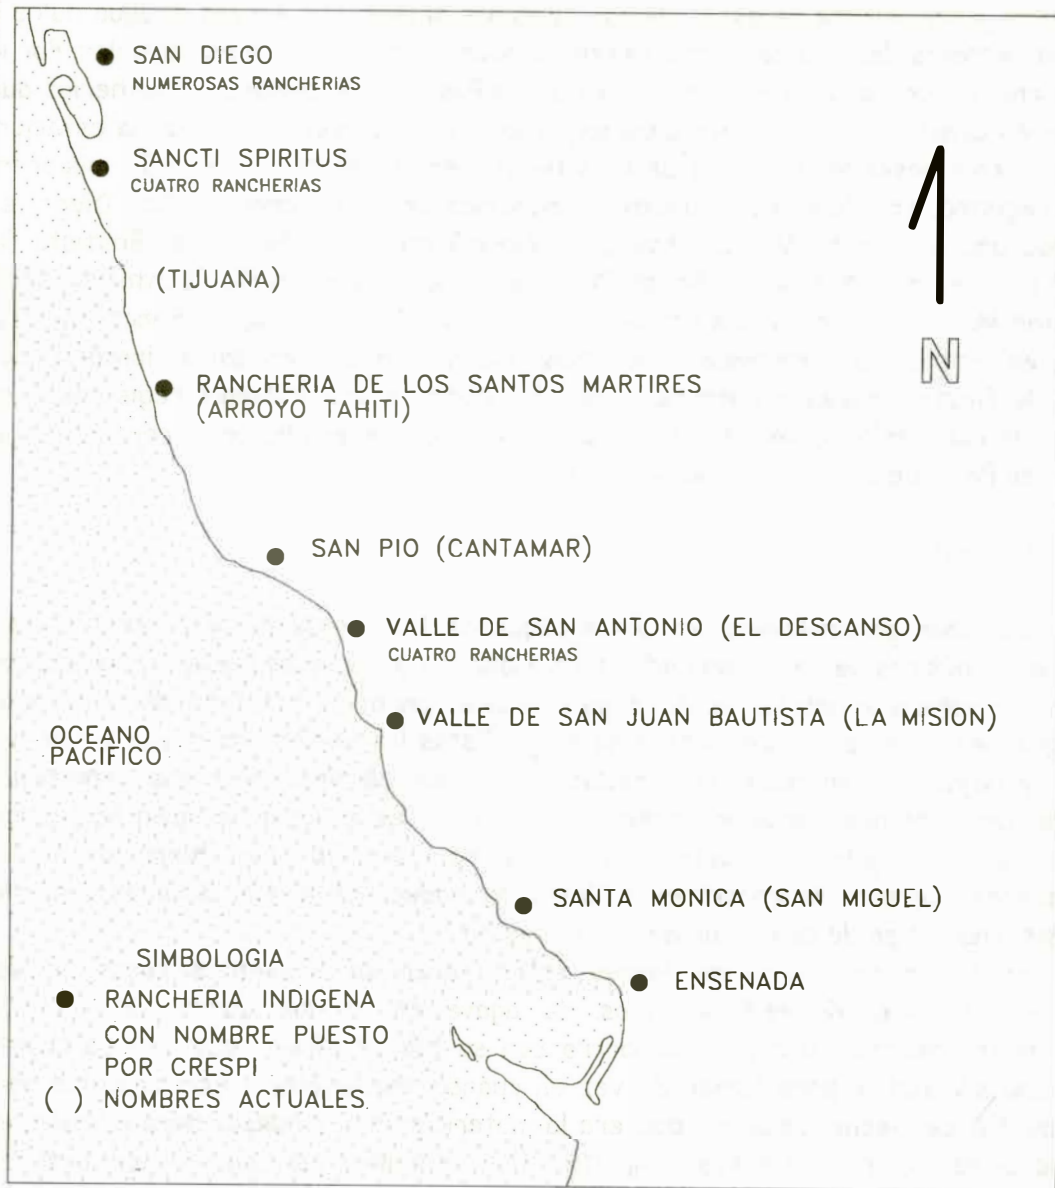 SAN DIEGO
NUMEROSAS RANCHERIAS
SANCTI SPIRITUS
CUATRO RANCHERIAS
(TIJUANA)
N
RANCHERIA DE LOS SANTOS MARTIRES
(ARROYO TAHITI)
SAN PIO (CANTAMAR)
VALLE DE SAN ANTONIO (EL DESCANSO)
CUATRO RANCHERIAS
VALLE DE SAN JUAN BAUTISTA (LA MISION)
OCEANO
PACIFICO
SANTA MONICA (SAN MIGUEL)
ENSENADA
SIMBOLOGIA
RANCHERIA INDIGENA
CON NOMBRE PUESTO
POR CRESPI
( ) NOMBRES ACTUALES